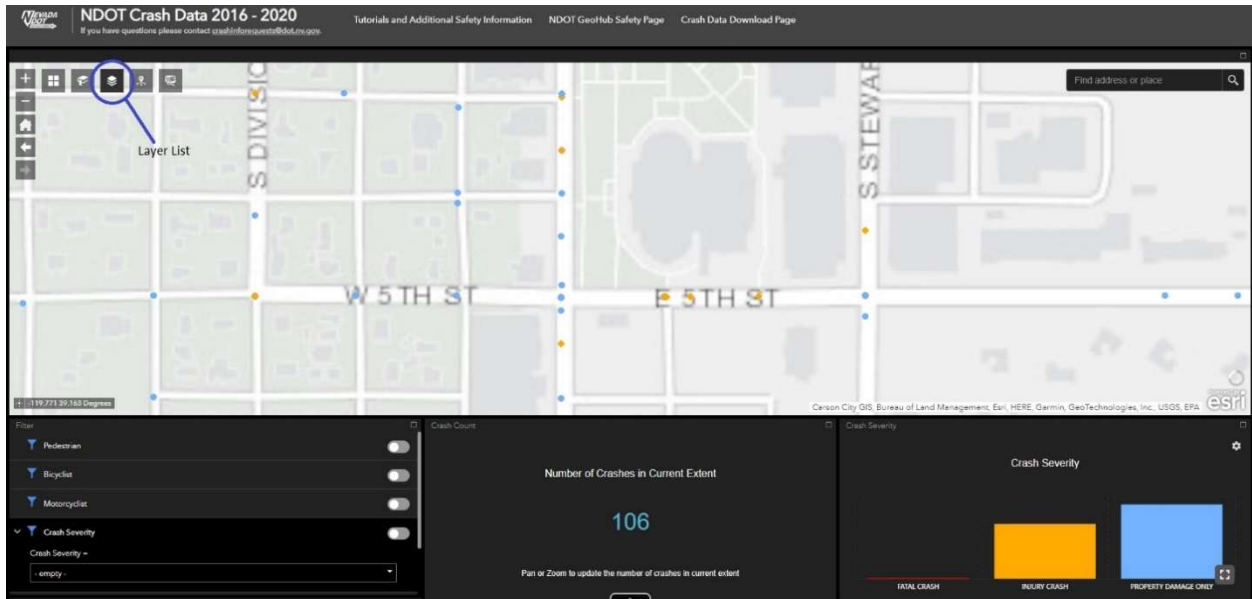 NEVADA
DOT
NDOT Crash Data 2016 - 2020
If you have questions please contact crashinforequests@dot.nv.gov.
Tutorials and Additional Safety Information
NDOT GeoHub Safety Page
Crash Data Download Page
Find address or place
Layer List
S DIVISIO
S STEWAR
W 5TH ST
E 5TH ST
-119.771 39.163 Degrees
Carson City GIS, Bureau of Land Management, Esri, HERE, Garmin, GeoTechnologies, Inc., USGS, EPA
esri
Filter
Pedestrian
Bicyclist
Motorcyclist
Crash Severity
Crash Severity =
- empty -
Crash Count
Number of Crashes in Current Extent
106
Pan or Zoom to update the number of crashes in current extent
Crash Severity
Crash Severity
FATAL CRASH
INJURY CRASH
PROPERTY DAMAGE ONLY